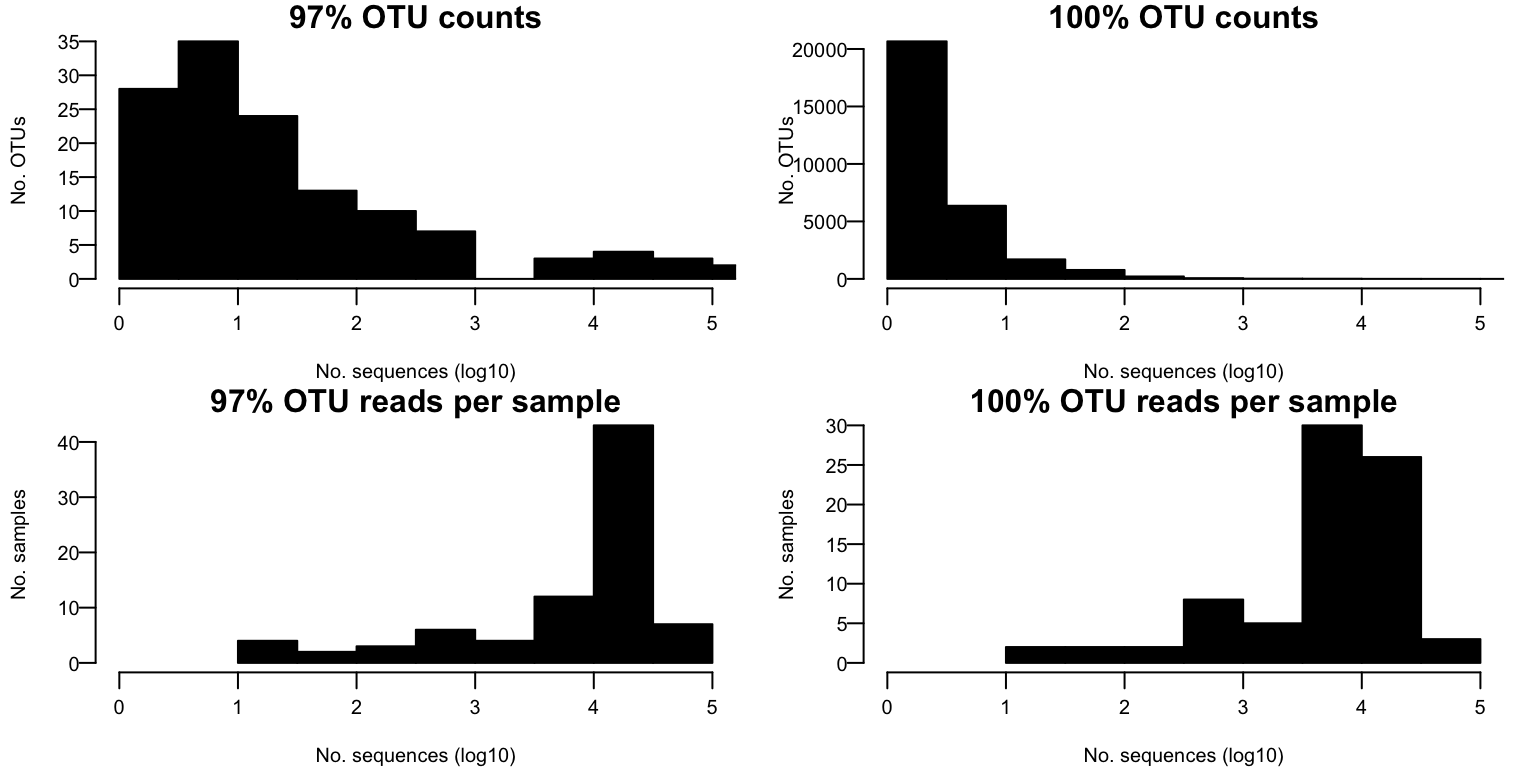 97% OTU counts
No. OTUs
35
30
25
20
15
10
5
0
0 1 2 3 4 5
No. sequences (log10)
100% OTU counts
No. OTUs
20000
15000
10000
5000
0
0 1 2 3 4 5
No. sequences (log10)
97% OTU reads per sample
No. samples
40
30
20
10
0
0 1 2 3 4 5
No. sequences (log10)
100% OTU reads per sample
No. samples
30
25
20
15
10
5
0
0 1 2 3 4 5
No. sequences (log10)